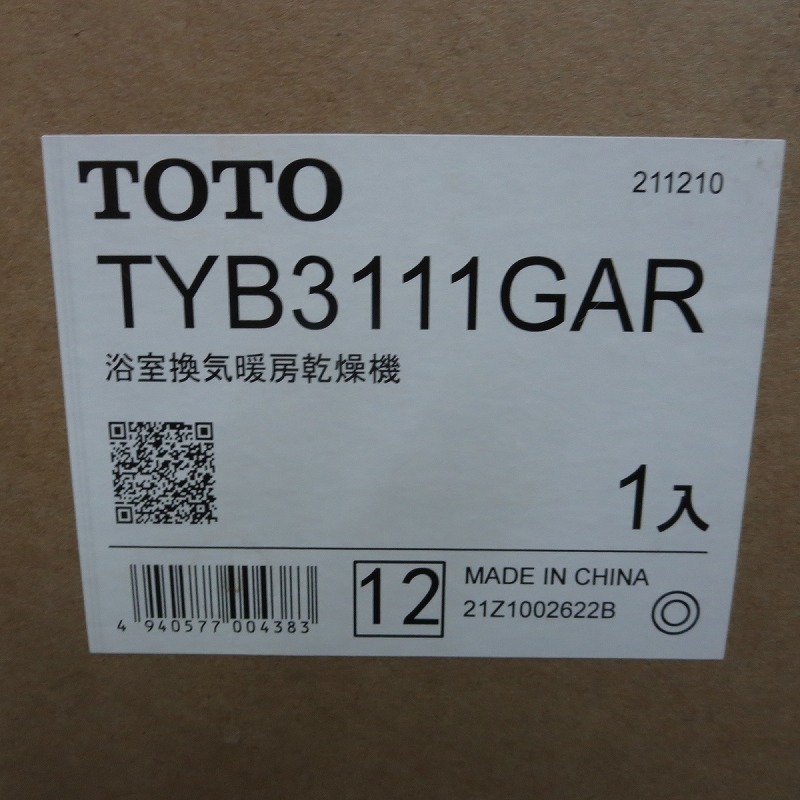 TOTO
211210
TYB3111GAR
浴室換気暖房乾燥機
1入
4 940577 004383
12
MADE IN CHINA
21Z1002622B